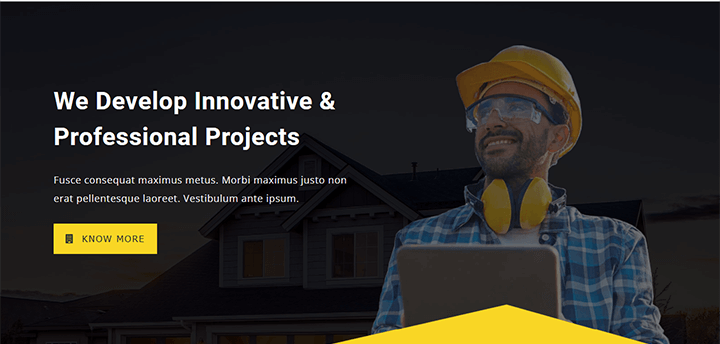 We Develop Innovative &
Professional Projects
Fusce consequat maximus metus. Morbi maximus justo non
erat pellentesque laoreet. Vestibulum ante ipsum.
KNOW MORE